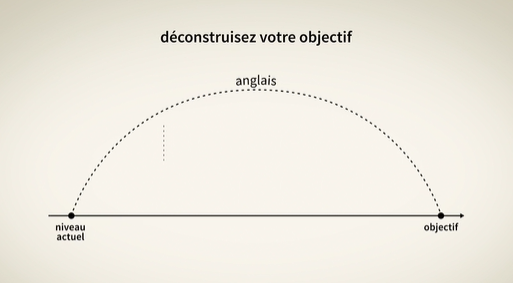 déconstruisez votre objectif
anglais
niveau
actuel
objectif